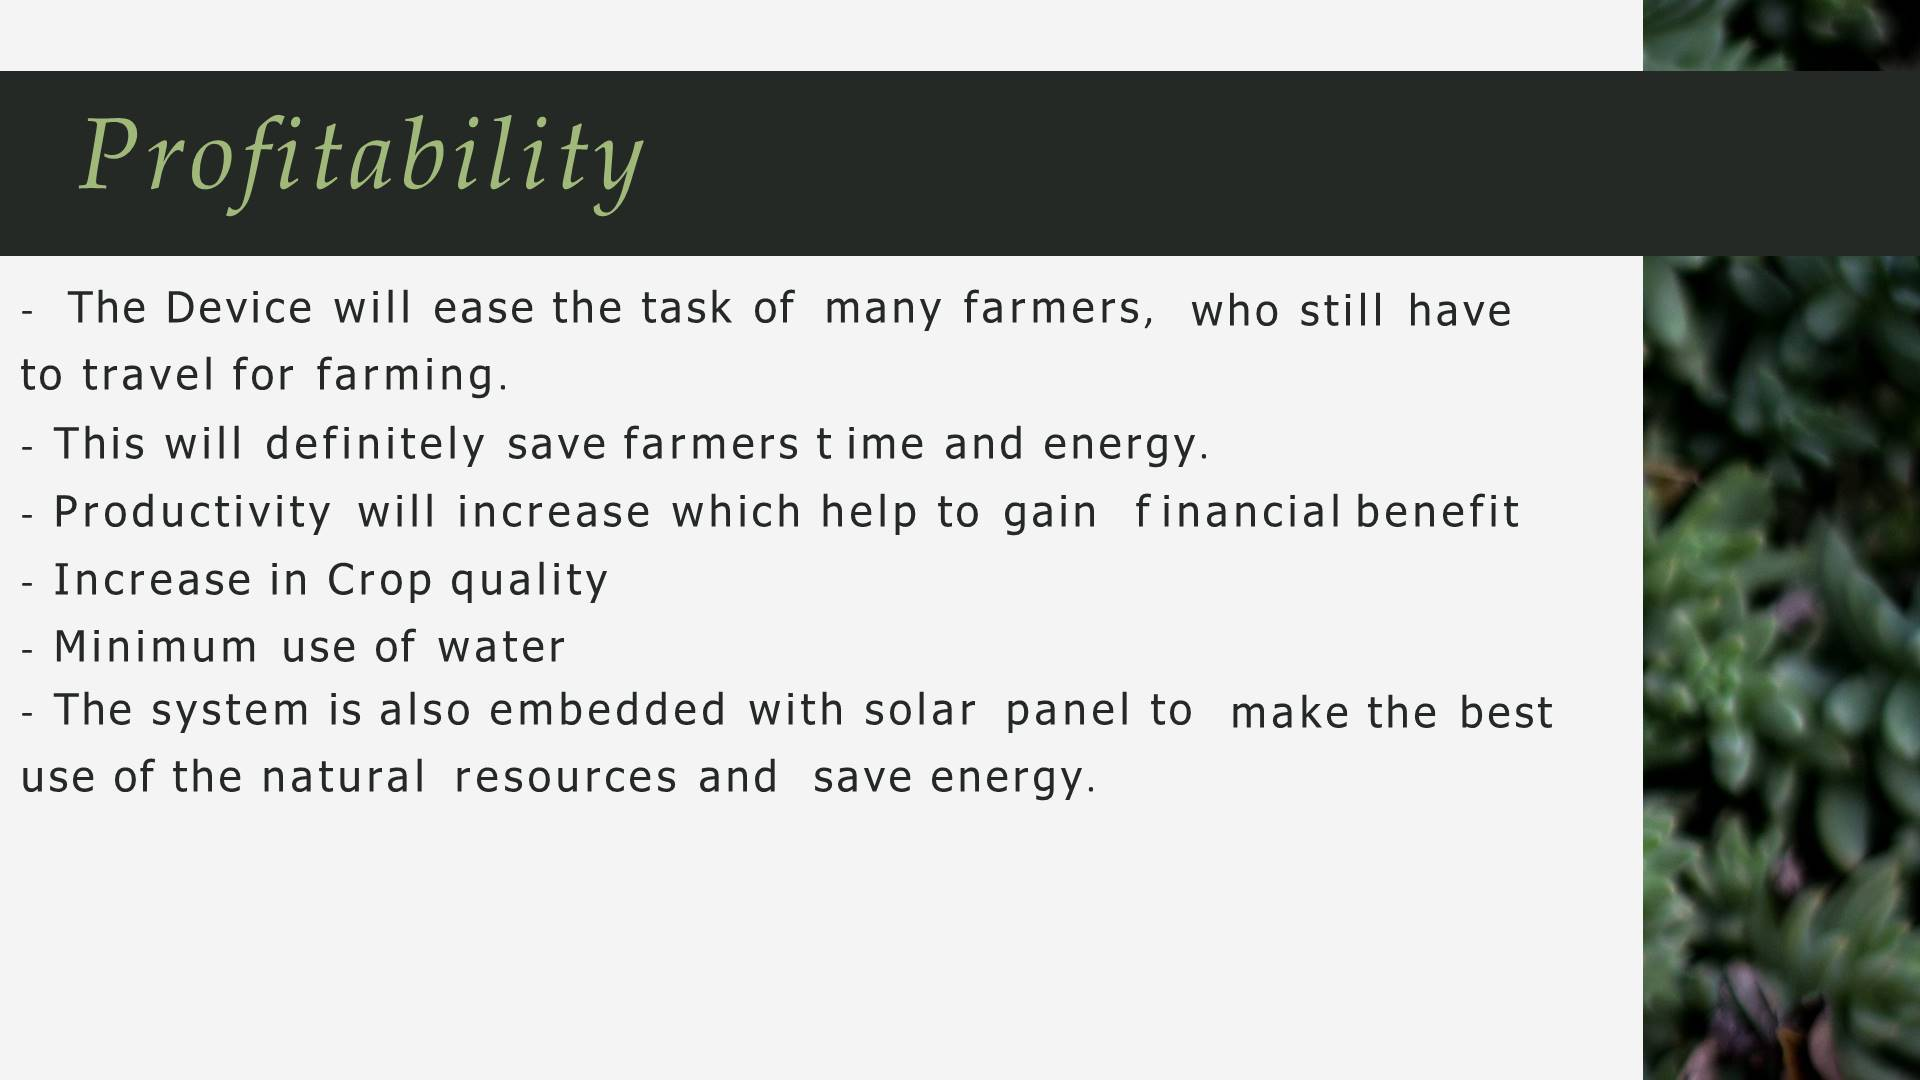 Profitability
- The Device will ease the task of many farmers, who still have
to travel for farming.
- This will definitely save farmers time and energy.
- Productivity will increase which help to gain financial benefit
- Increase in Crop quality
- Minimum use of water
- The system is also embedded with solar panel to make the best
use of the natural resources and save energy.